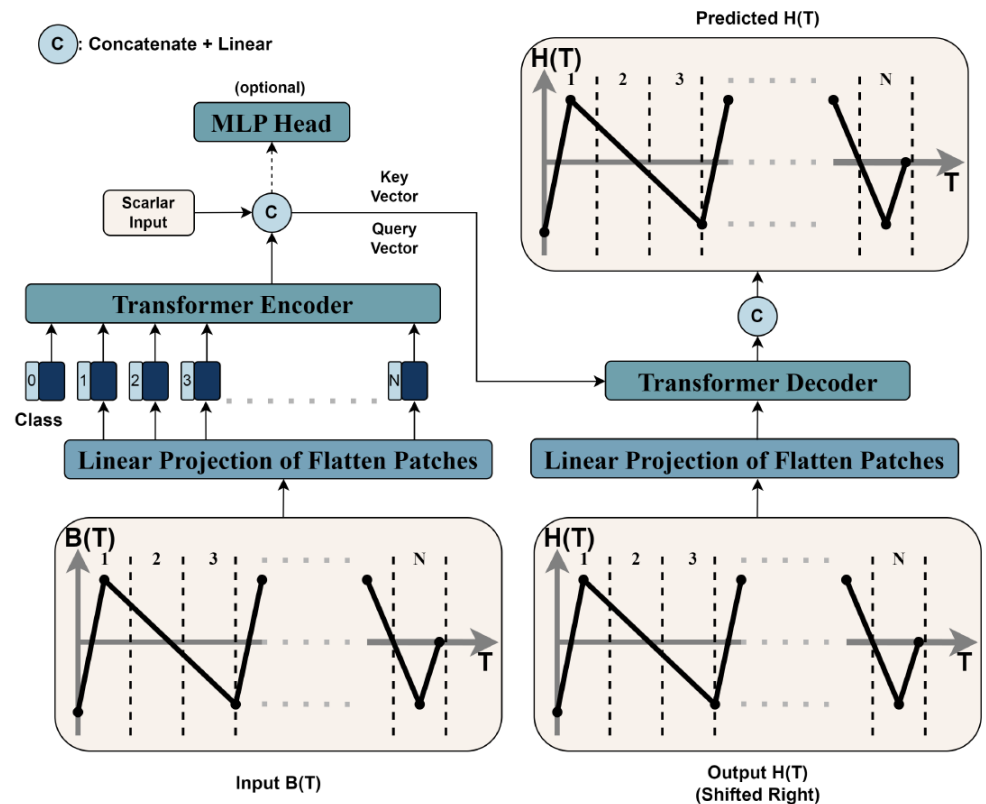 C : Concatenate + Linear
(optional)
MLP Head
Scarlar
Input
C
Key
Vector
Query
Vector
Transformer Encoder
0
1
2
3
N
Class
Linear Projection of Flatten Patches
B(T)
1
2
3
N
T
Input B(T)
Predicted H(T)
H(T)
1
2
3
N
T
C
Transformer Decoder
Linear Projection of Flatten Patches
H(T)
1
2
3
N
T
Output H(T)
(Shifted Right)